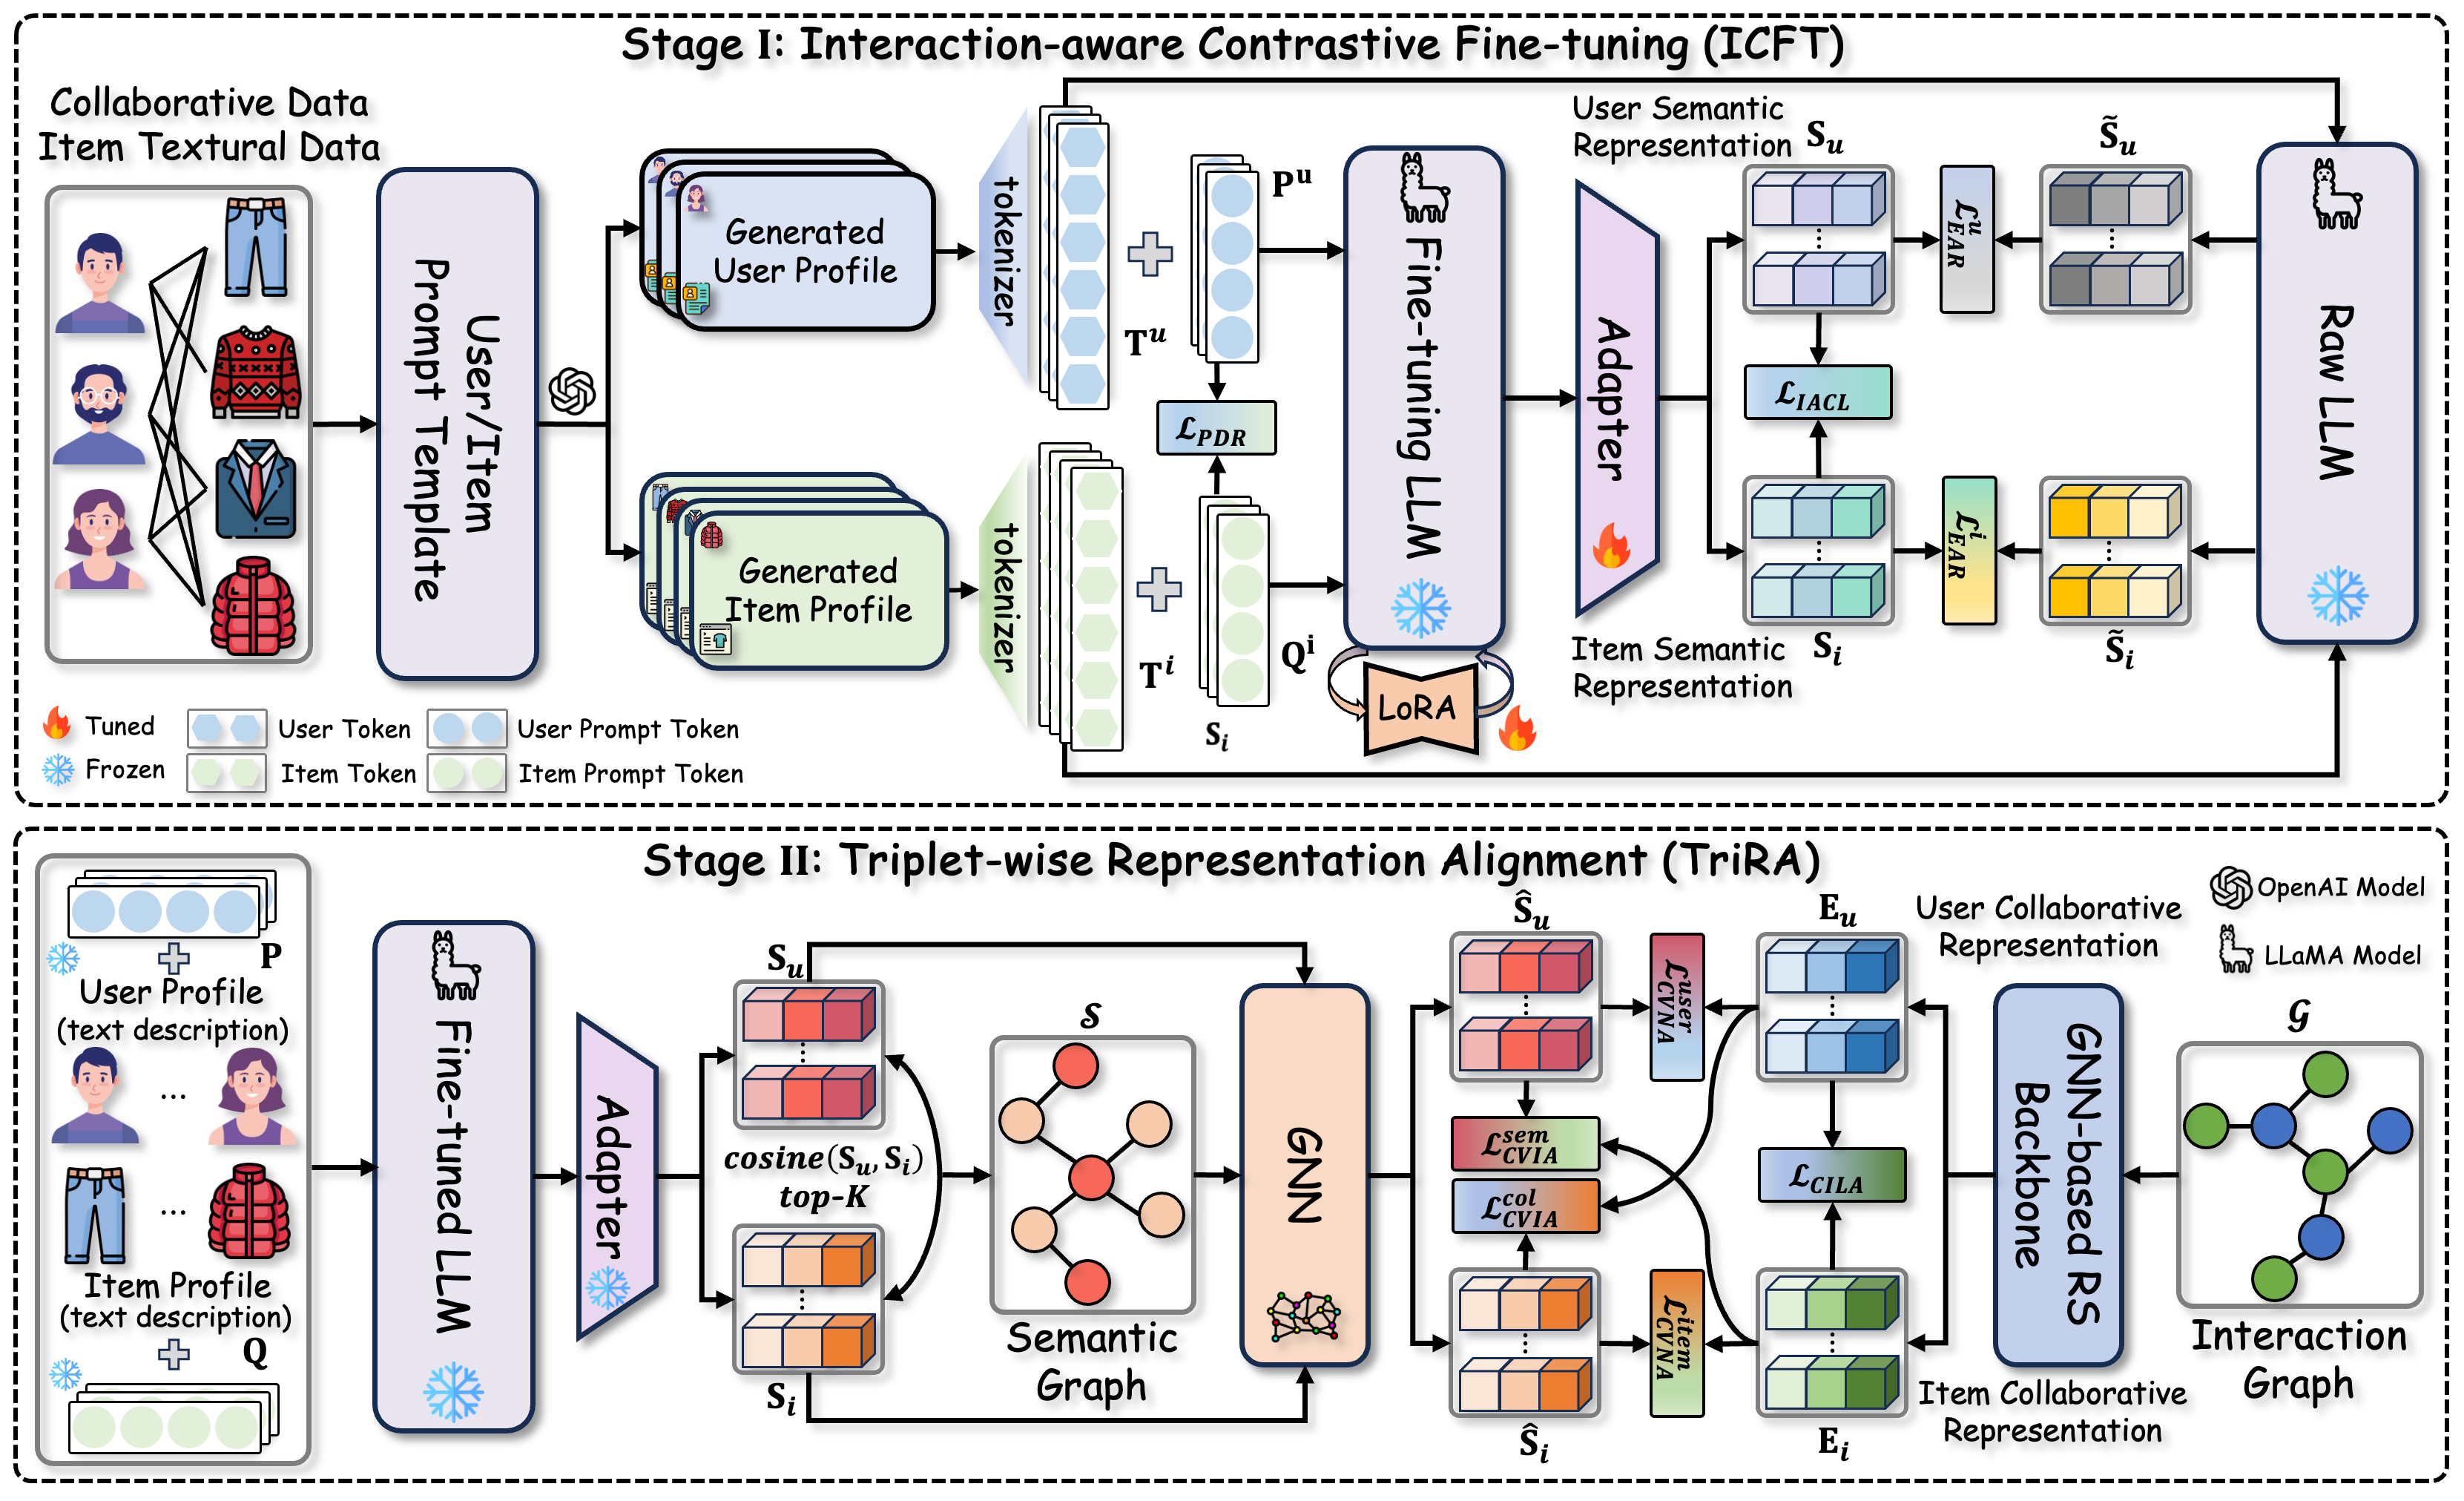 Stage I: Interaction-aware Contrastive Fine-tuning (ICFT)
Collaborative Data
Item Textural Data
User/Item
Prompt Template
Generated
User Profile
Generated
Item Profile
tokenizer
tokenizer
T^u
P^u
T^i
Q^i
S_i
ℒ_PDR
Fine-tuning LLM
LoRA
Adapter
User Semantic
Representation
S_u
S̃_u
ℒ^u_EAR
ℒ_IACL
ℒ^i_EAR
Item Semantic
Representation
S_i
S̃_i
Raw LLM
Tuned
User Token
User Prompt Token
Frozen
Item Token
Item Prompt Token
Stage II: Triplet-wise Representation Alignment (TriRA)
P
User Profile
(text description)
...
...
Item Profile
(text description)
Q
Fine-tuned LLM
Adapter
S_u
cosine(S_u, S_i)
top-K
S_i
𝒮
Semantic
Graph
GNN
Ŝ_u
E_u
ℒ^user_CVNA
ℒ^sem_CVIA
ℒ^col_CVIA
ℒ_CILA
ℒ^item_CVNA
Ŝ_i
E_i
User Collaborative
Representation
Item Collaborative
Representation
GNN-based RS
Backbone
OpenAI Model
LLaMA Model
𝒢
Interaction
Graph